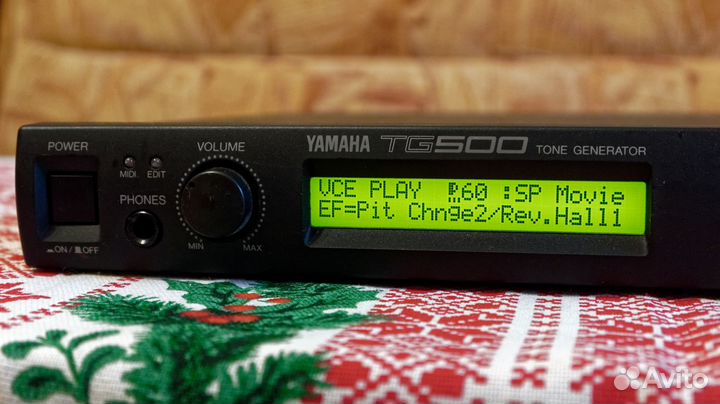 POWER
VOLUME
YAMAHA TG500 TONE GENERATOR
MIDI EDIT
PHONES
VCE PLAY 60 :SP Movie
EF=Pit Chnge2/Rev.Hall1
ON / OFF
MIN MAX
Avito